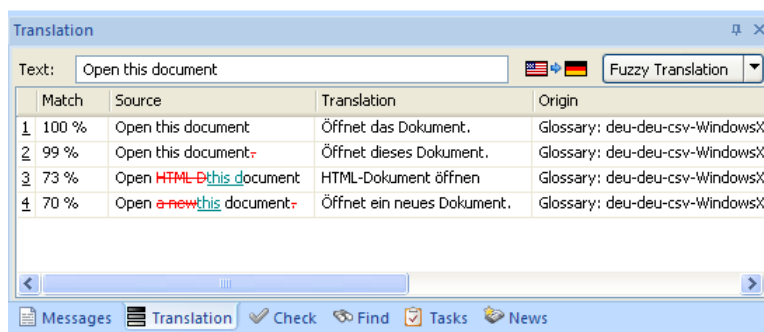 Translation
Text: Open this document Fuzzy Translation
Match Source Translation Origin
1 100 % Open this document Öffnet das Dokument. Glossary: deu-deu-csv-WindowsX
2 99 % Open this document. Öffnet dieses Dokument. Glossary: deu-deu-csv-WindowsX
3 73 % Open HTML Dthis document HTML-Dokument öffnen Glossary: deu-deu-csv-WindowsX
4 70 % Open a newthis document. Öffnet ein neues Dokument. Glossary: deu-deu-csv-WindowsX
Messages Translation Check Find Tasks News